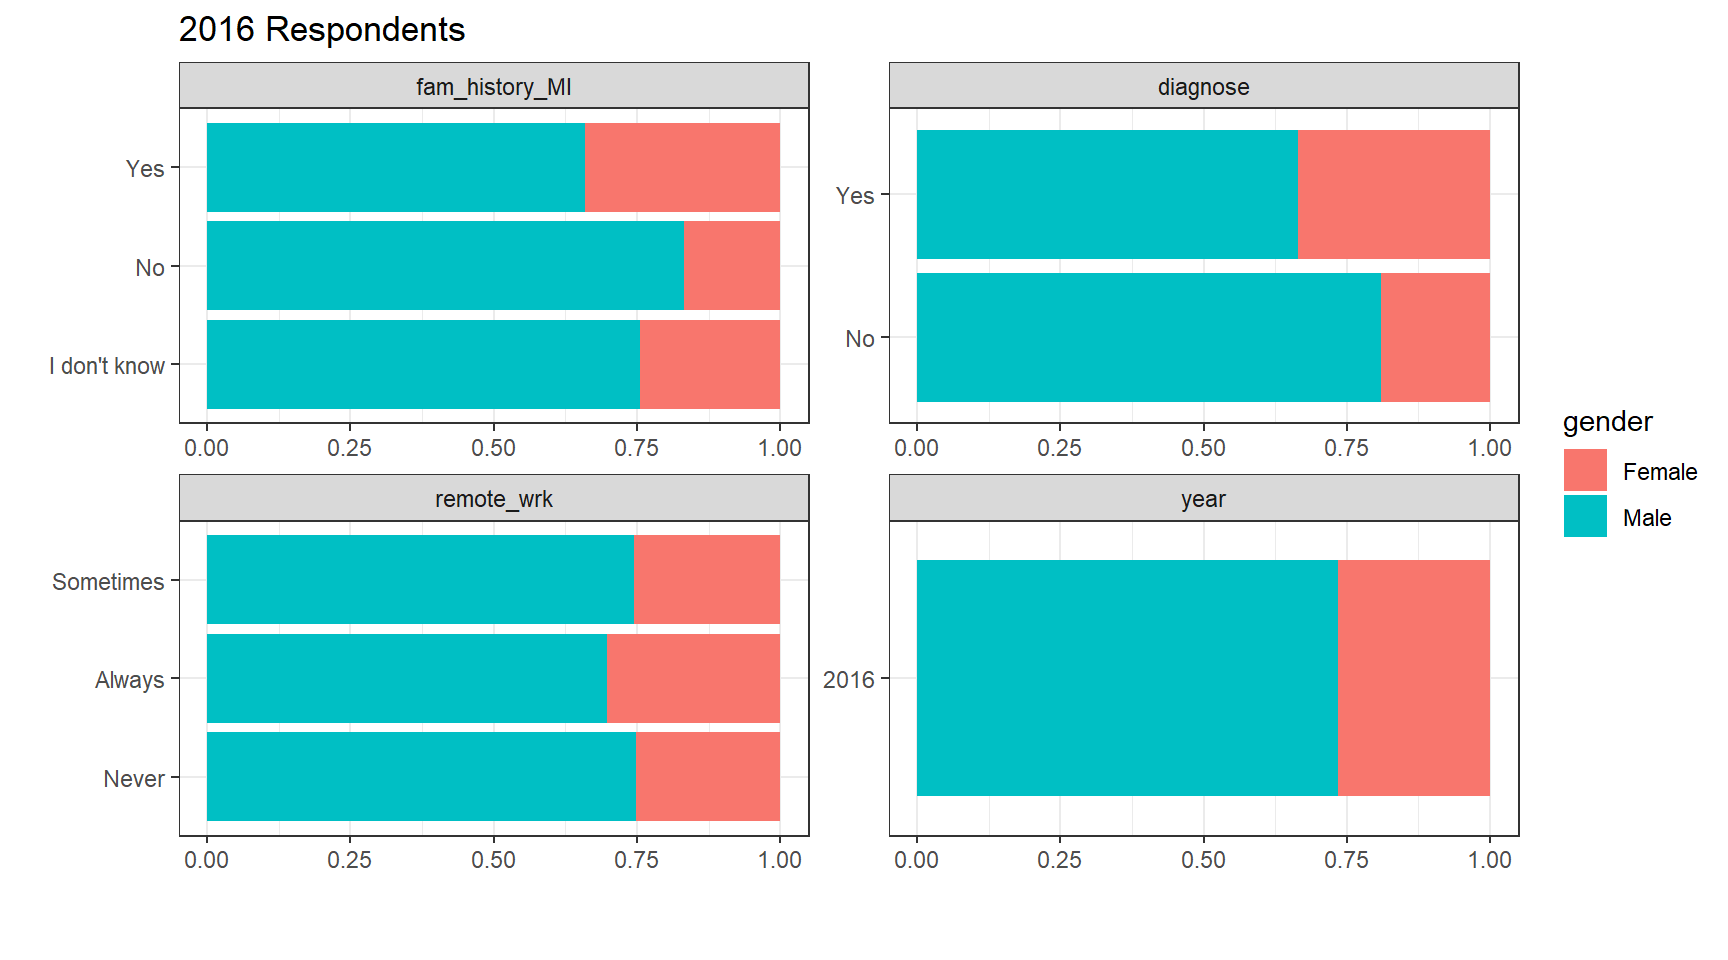 2016 Respondents
fam_history_MI
Yes
No
I don't know
0.00 0.25 0.50 0.75 1.00
diagnose
Yes
No
0.00 0.25 0.50 0.75 1.00
remote_wrk
Sometimes
Always
Never
0.00 0.25 0.50 0.75 1.00
year
2016
0.00 0.25 0.50 0.75 1.00
gender
Female
Male